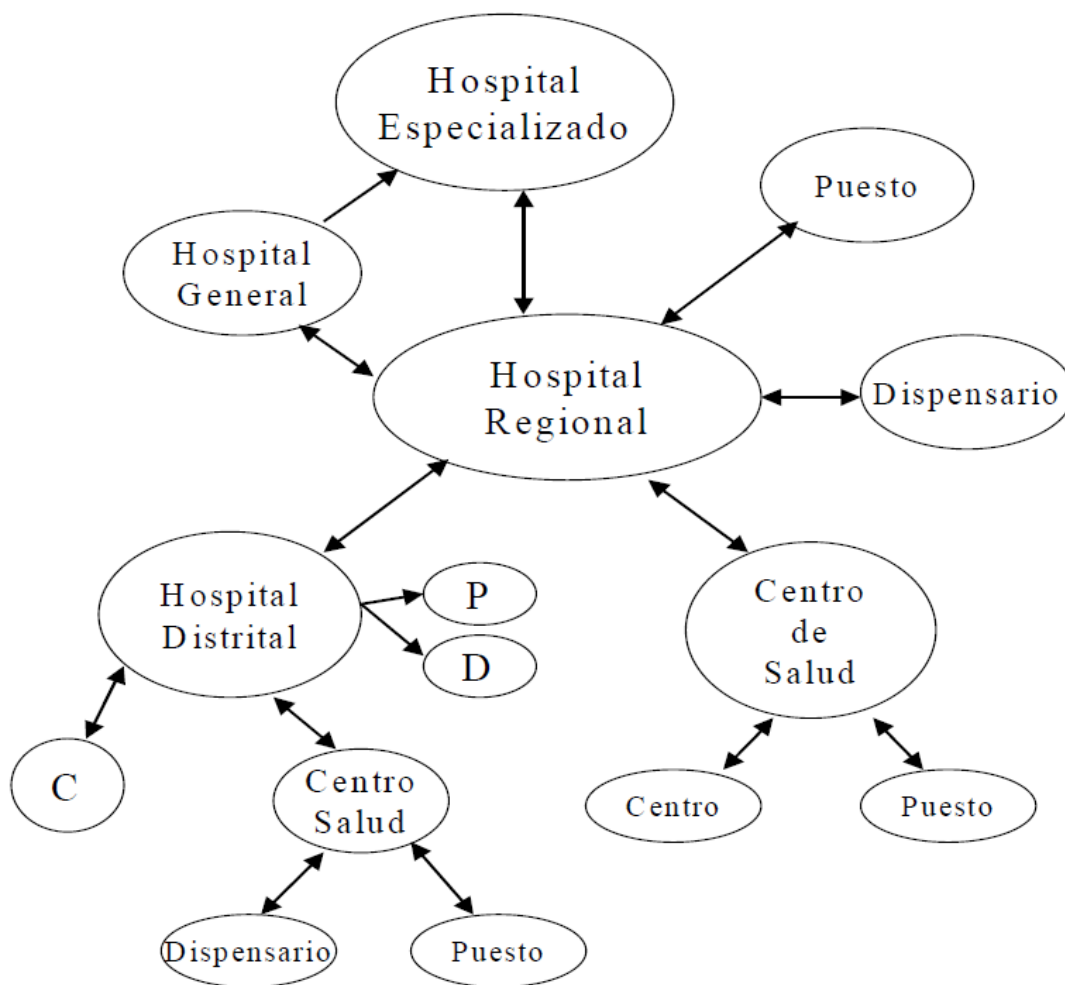 Hospital
Especializado
Puesto
Hospital
General
Hospital
Regional
Dispensario
Hospital
Distrital
P
D
Centro
de
Salud
C
Centro
Salud
Centro
Puesto
Dispensario
Puesto